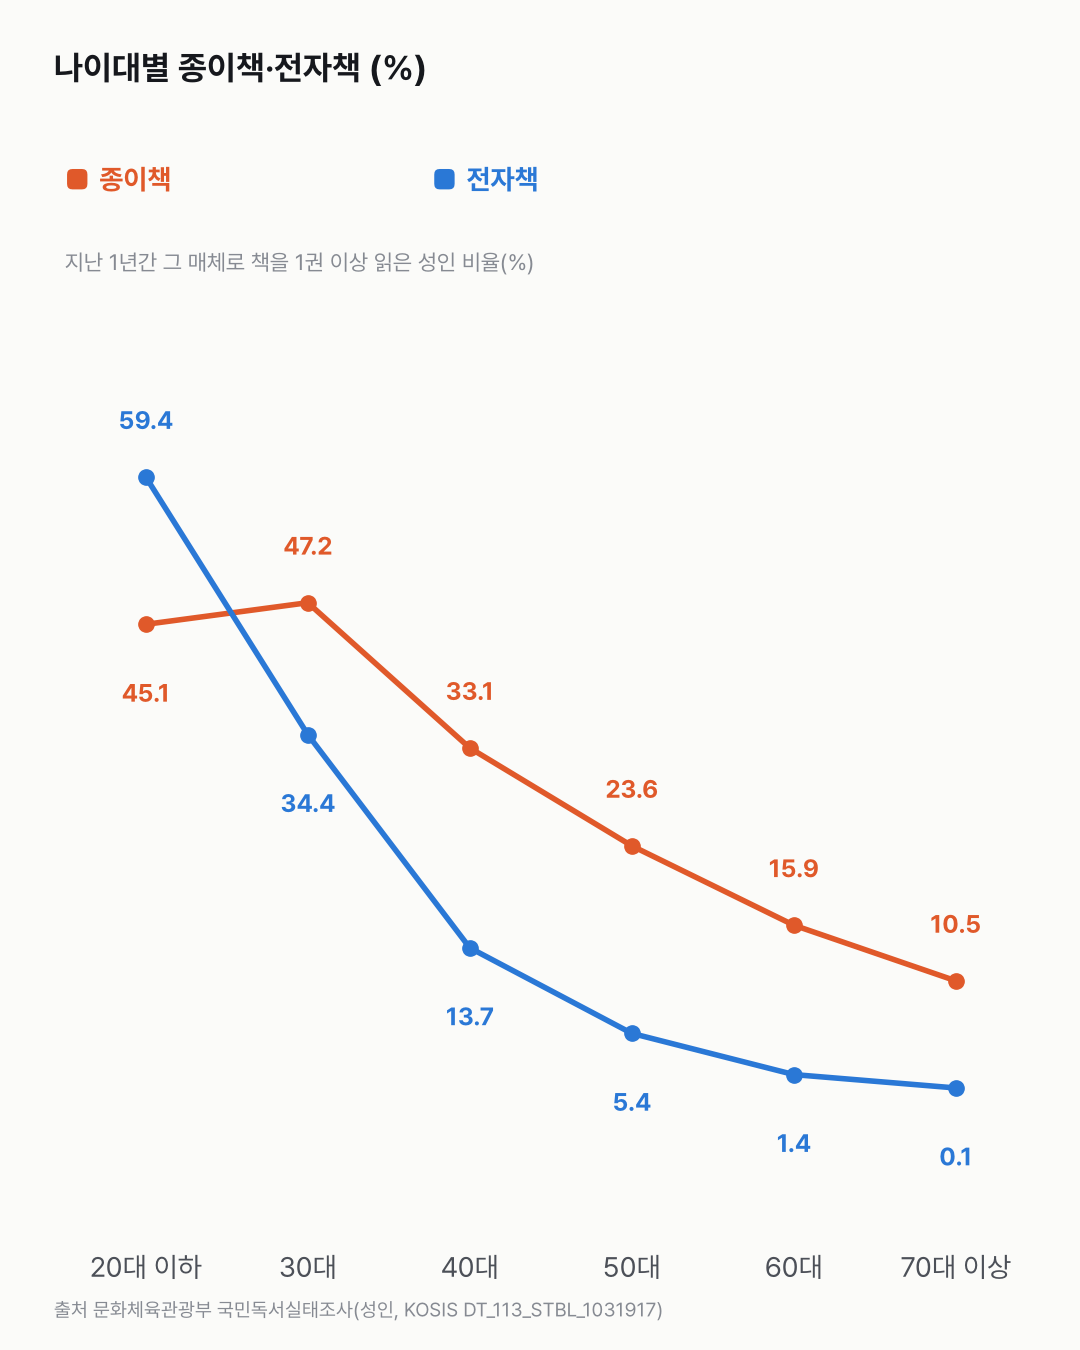 나이대별 종이책·전자책 (%)
종이책 전자책
지난 1년간 그 매체로 책을 1권 이상 읽은 성인 비율(%)
59.4
47.2
45.1
33.1
34.4
23.6
15.9
10.5
13.7
5.4
1.4
0.1
20대 이하 30대 40대 50대 60대 70대 이상
출처 문화체육관광부 국민독서실태조사(성인, KOSIS DT_113_STBL_1031917)